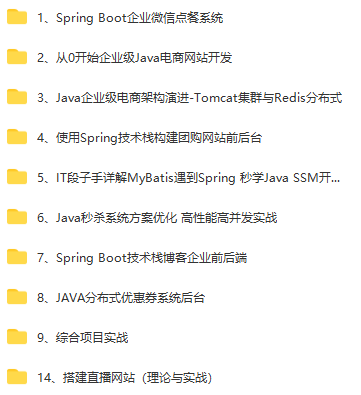 1、Spring Boot企业微信点餐系统
2、从0开始企业级Java电商网站开发
3、Java企业级电商架构演进-Tomcat集群与Redis分布式
4、使用Spring技术栈构建团购网站前后台
5、IT段子手详解MyBatis遇到Spring 秒学Java SSM开...
6、Java秒杀系统方案优化 高性能高并发实战
7、Spring Boot技术栈博客企业前后端
8、JAVA分布式优惠券系统后台
9、综合项目实战
14、搭建直播网站（理论与实战）